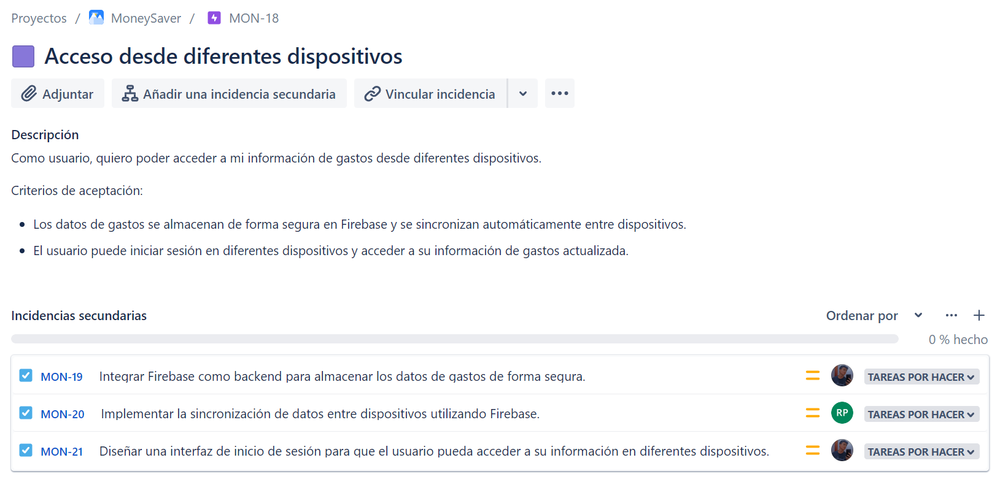 Proyectos / MoneySaver / MON-18
Acceso desde diferentes dispositivos
Adjuntar Añadir una incidencia secundaria Vincular incidencia
Descripción
Como usuario, quiero poder acceder a mi información de gastos desde diferentes dispositivos.
Criterios de aceptación:
• Los datos de gastos se almacenan de forma segura en Firebase y se sincronizan automáticamente entre dispositivos.
• El usuario puede iniciar sesión en diferentes dispositivos y acceder a su información de gastos actualizada.
Incidencias secundarias Ordenar por
0 % hecho
MON-19 Integrar Firebase como backend para almacenar los datos de gastos de forma segura. TAREAS POR HACER
MON-20 Implementar la sincronización de datos entre dispositivos utilizando Firebase. RP TAREAS POR HACER
MON-21 Diseñar una interfaz de inicio de sesión para que el usuario pueda acceder a su información en diferentes dispositivos. TAREAS POR HACER